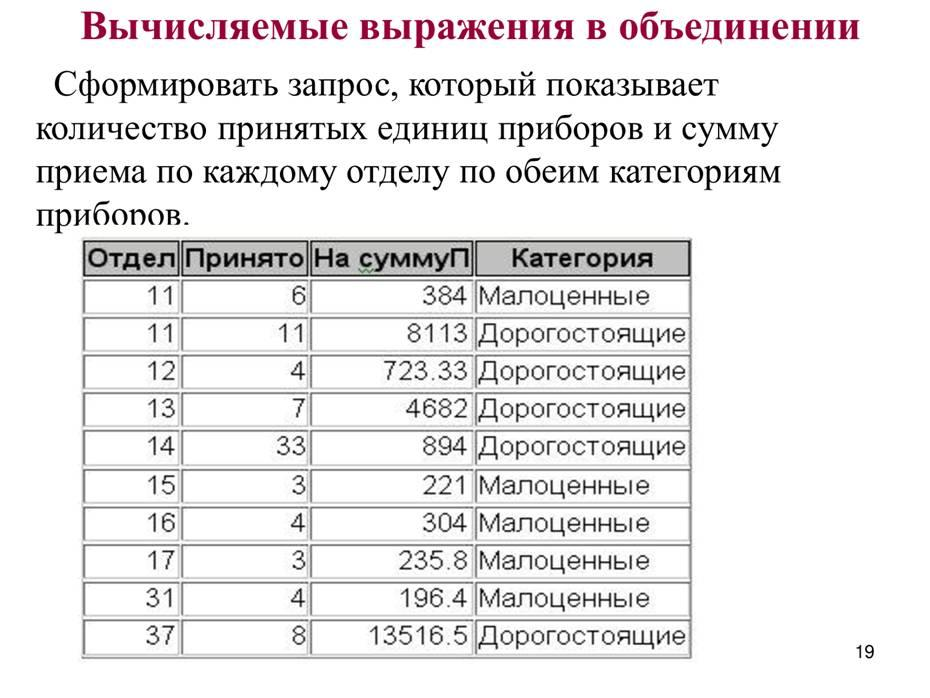 Вычисляемые выражения в объединении
Сформировать запрос, который показывает
количество принятых единиц приборов и сумму
приема по каждому отделу по обеим категориям
приборов.
Отдел Принято На суммуП Категория
11 6 384 Малоценные
11 11 8113 Дорогостоящие
12 4 723.33 Дорогостоящие
13 7 4682 Дорогостоящие
14 33 894 Дорогостоящие
15 3 221 Малоценные
16 4 304 Малоценные
17 3 235.8 Малоценные
31 4 196.4 Малоценные
37 8 13516.5 Дорогостоящие
19